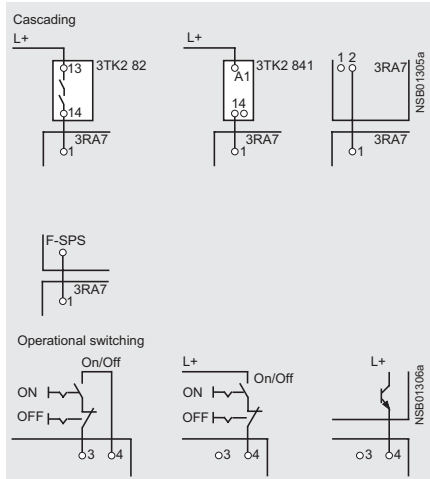 Cascading
L+
13
3TK2 82
14
3RA7
1
L+
A1
3TK2 841
14
3RA7
1
1 2
3RA7
3RA7
1
NSB01305a
F-SPS
3RA7
1
Operational switching
On/Off
ON
OFF
3 4
L+
On/Off
ON
OFF
3 4
L+
3 4
NSB01306a